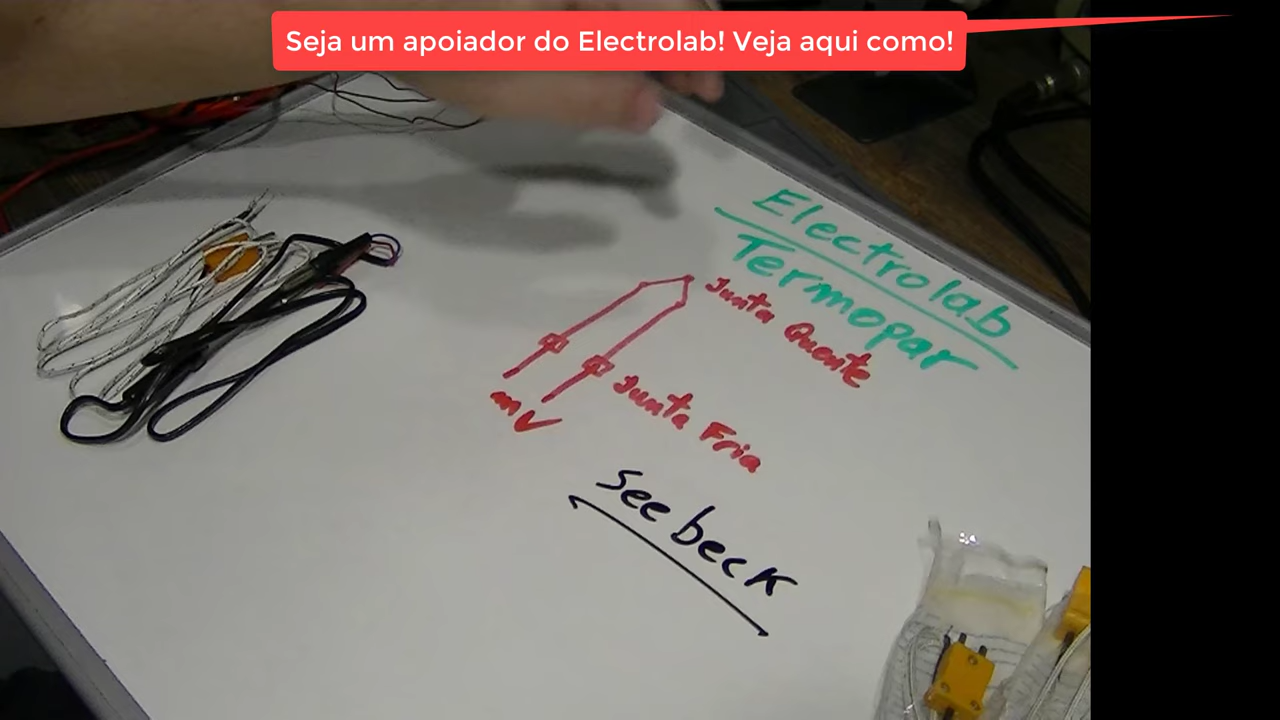 Seja um apoiador do Electrolab! Veja aqui como!
Electrolab
Termopar
Junta Quente
Junta Fria
mV
Seebeck